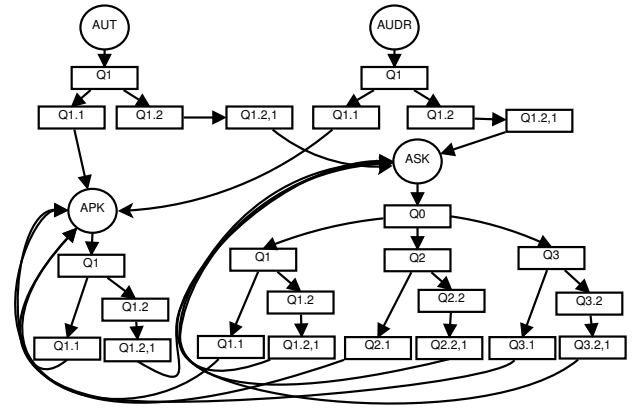 AUT
AUDR
Q1
Q1
Q1.1
Q1.2
Q1.2,1
Q1.1
Q1.2
Q1.2,1
ASK
APK
Q0
Q1
Q1
Q2
Q3
Q1.2
Q1.2
Q2.2
Q3.2
Q1.1
Q1.2,1
Q1.1
Q1.2,1
Q2.1
Q2.2,1
Q3.1
Q3.2,1